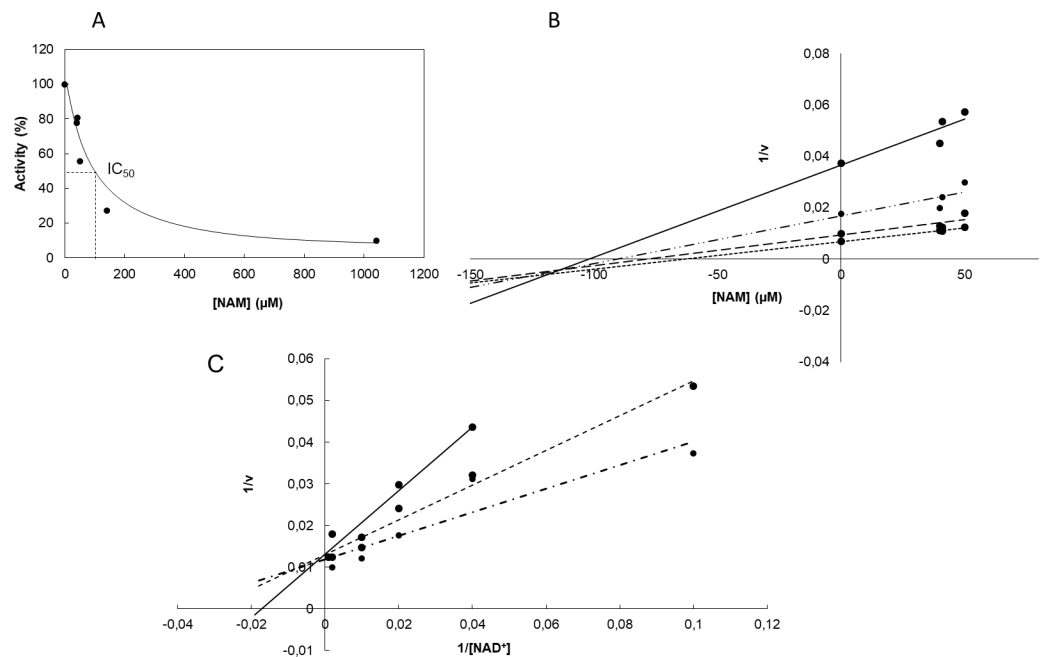 A
120
100
80
60
40
20
0
Activity (%)
IC50
0 200 400 600 800 1000 1200
[NAM] (µM)
B
0,08
0,06
0,04
0,02
0
-0,02
-0,04
1/v
-150 -100 -50 0 50
[NAM] (µM)
C
0,06
0,05
0,04
0,03
0,02
0,01
0
-0,01
1/v
-0,04 -0,02 0 0,02 0,04 0,06 0,08 0,1 0,12
1/[NAD+]